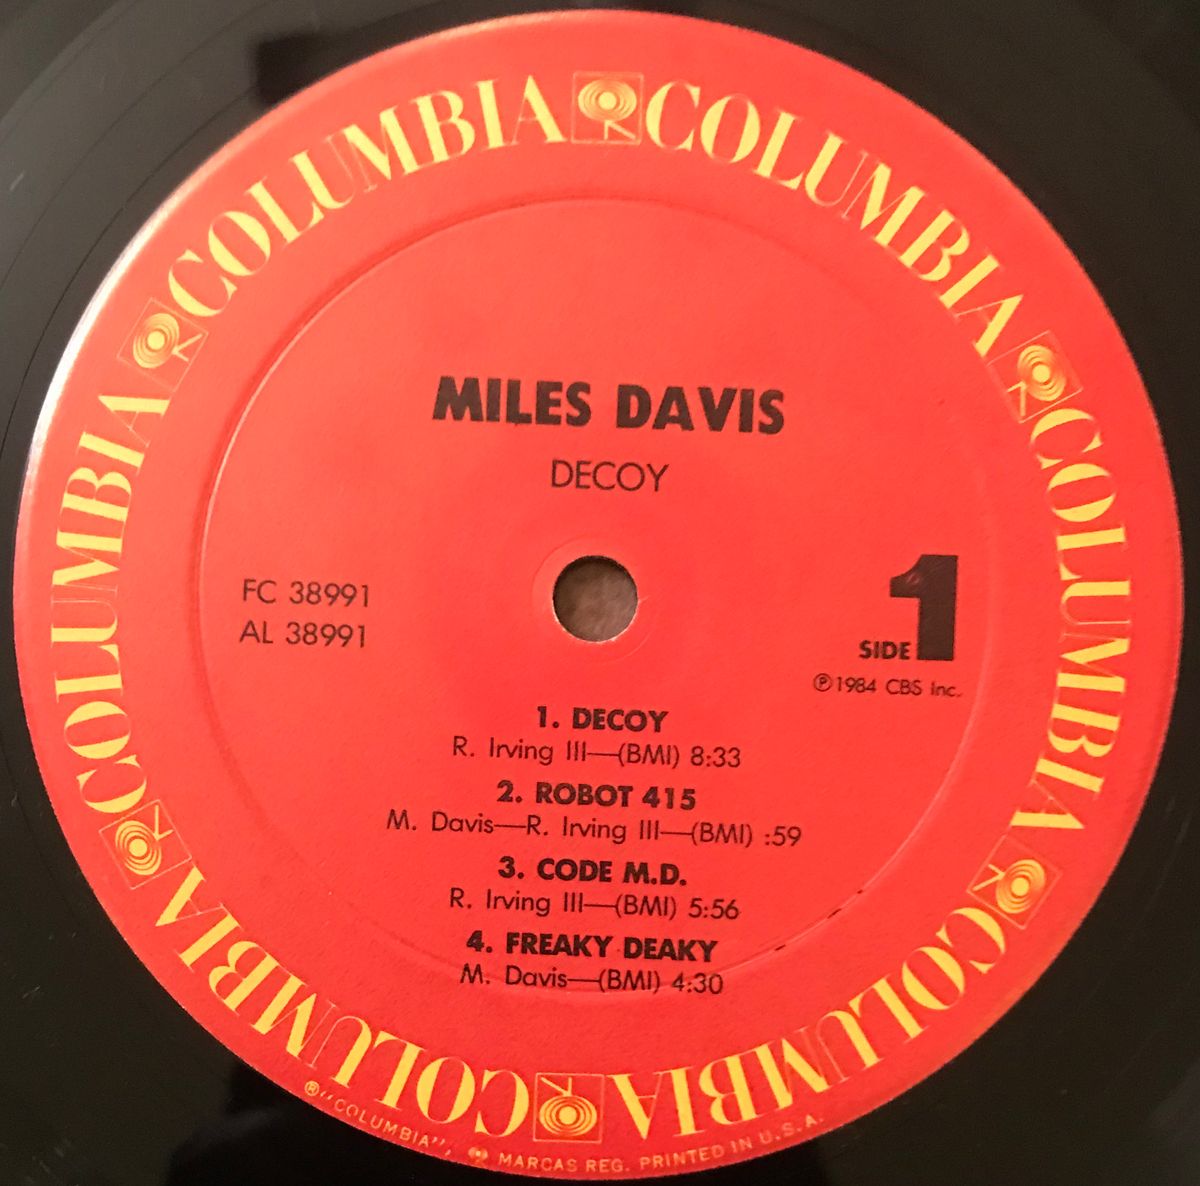 COLUMBIA COLUMBIA COLUMBIA COLUMBIA COLUMBIA COLUMBIA
MILES DAVIS
DECOY
FC 38991
AL 38991
SIDE 1
Ⓟ1984 CBS Inc.
1. DECOY
R. Irving III—(BMI) 8:33
2. ROBOT 415
M. Davis—R. Irving III—(BMI) :59
3. CODE M.D.
R. Irving III—(BMI) 5:56
4. FREAKY DEAKY
M. Davis—(BMI) 4:30
®"COLUMBIA", MARCAS REG. PRINTED IN U.S.A.